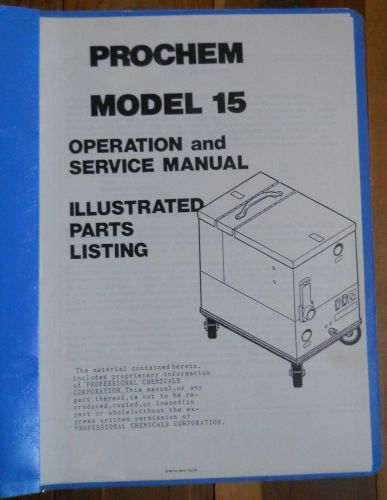 PROCHEM
MODEL 15
OPERATION and
SERVICE MANUAL
ILLUSTRATED
PARTS
LISTING
The material contained herein,
includes proprietary information
of PROFESSIONAL CHEMICALS
CORPORATION. This manual, or any
part thereof, is not to be re-
produced, copied, or loaned (in
part or whole) without the ex-
press written permission of
PROFESSIONAL CHEMICALS CORPORATION.